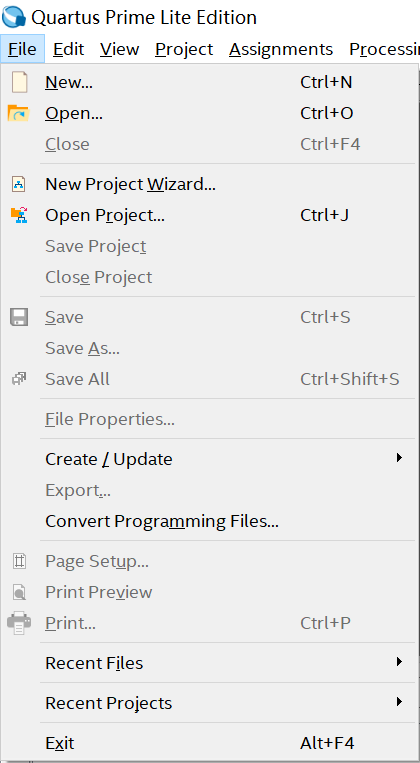 Quartus Prime Lite Edition
File Edit View Project Assignments
New... Ctrl+N
Open... Ctrl+O
Close Ctrl+F4
New Project Wizard...
Open Project... Ctrl+J
Save Project
Close Project
Save Ctrl+S
Save As...
Save All Ctrl+Shift+S
File Properties...
Create / Update
Export...
Convert Programming Files...
Page Setup...
Print Preview
Print... Ctrl+P
Recent Files
Recent Projects
Exit Alt+F4